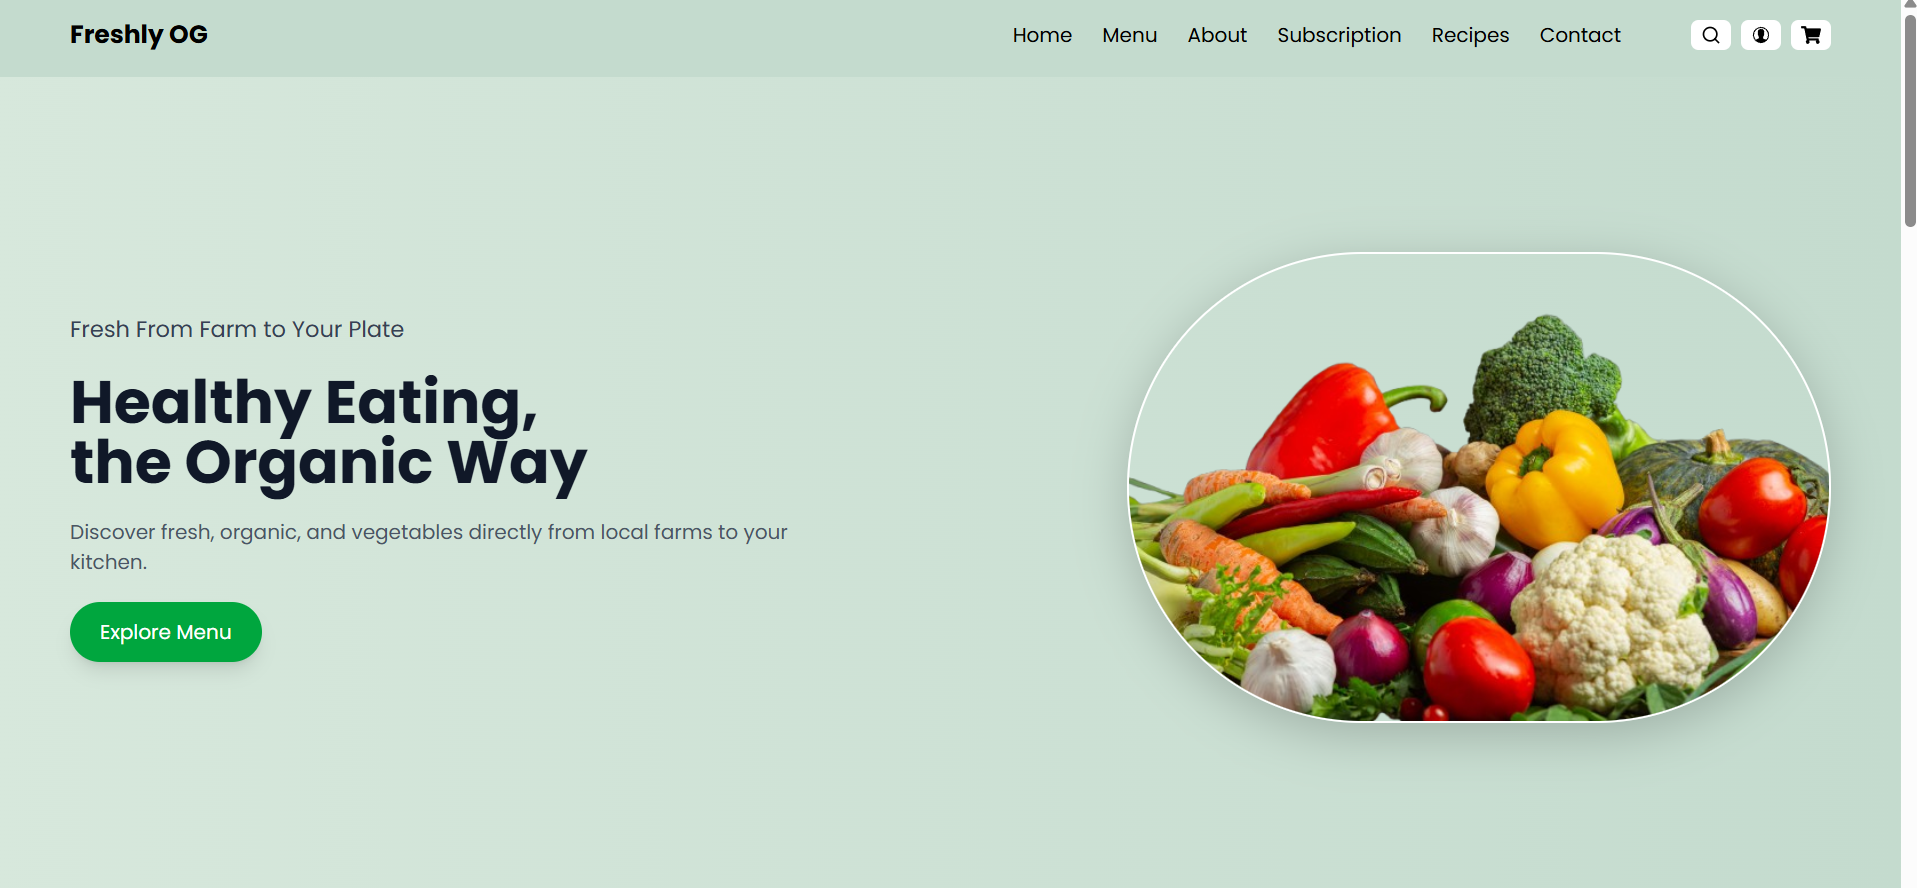 Freshly OG
Home Menu About Subscription Recipes Contact
Fresh From Farm to Your Plate
Healthy Eating,
the Organic Way
Discover fresh, organic, and vegetables directly from local farms to your
kitchen.
Explore Menu